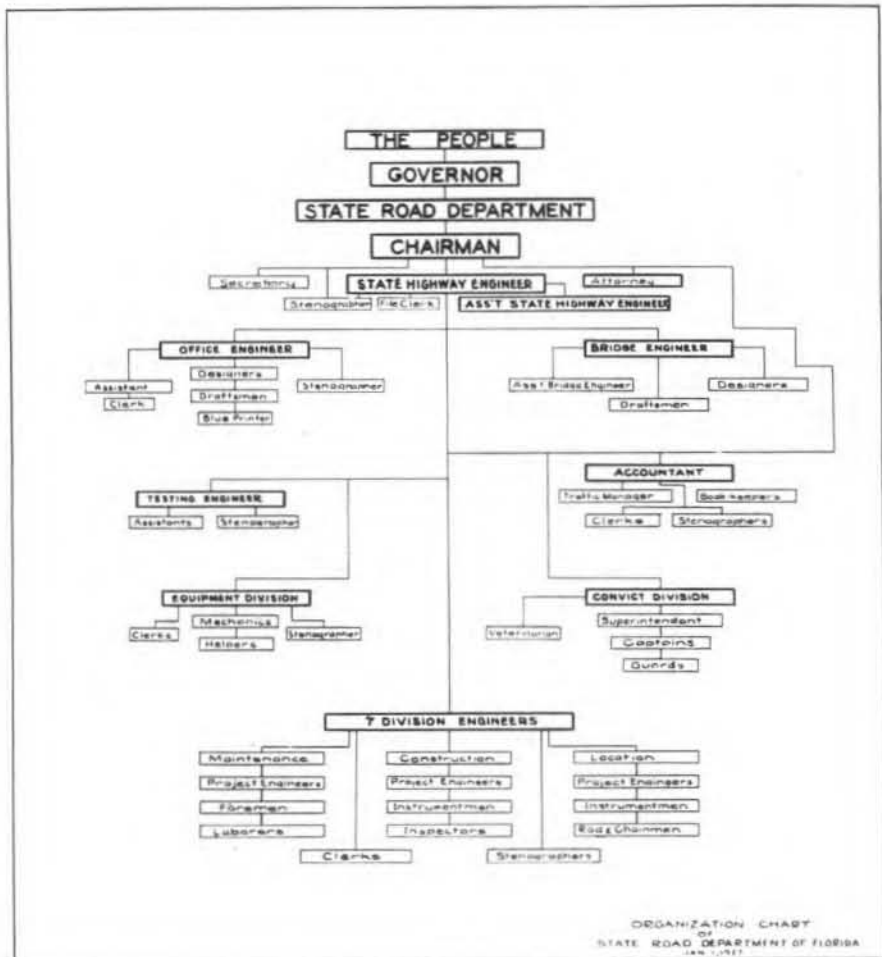 THE PEOPLE
GOVERNOR
STATE ROAD DEPARTMENT
CHAIRMAN
Secretary
STATE HIGHWAY ENGINEER
Attorney
Stenographer
File Clerk
ASS'T STATE HIGHWAY ENGINEER
OFFICE ENGINEER
Assistant
Clerk
Designers
Draftsmen
Blue Printer
Stenographer
BRIDGE ENGINEER
Ass't Bridge Engineer
Draftsmen
Designers
ACCOUNTANT
Traffic Manager
Book-keepers
Clerks
Stenographers
TESTING ENGINEER
Assistants
Stenographer
EQUIPMENT DIVISION
Clerks
Mechanics
Helpers
Stenographer
CONVICT DIVISION
Veterinarian
Superintendant
Captains
Guards
7 DIVISION ENGINEERS
Maintenance
Project Engineers
Foremen
Laborers
Construction
Project Engineers
Instrumentmen
Inspectors
Location
Project Engineers
Instrumentmen
Rod & Chainmen
Clerks
Stenographers
ORGANIZATION CHART
OF
STATE ROAD DEPARTMENT OF FLORIDA